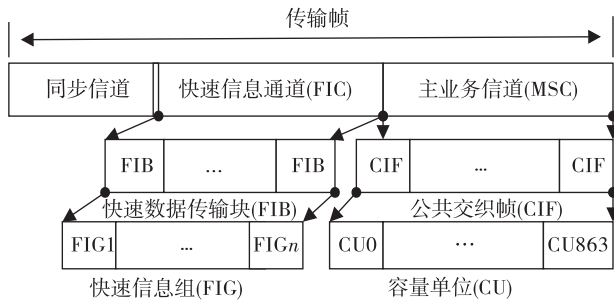 传输帧
同步信道 快速信息通道(FIC) 主业务信道(MSC)
FIB ... FIB CIF ... CIF
快速数据传输块(FIB) 公共交织帧(CIF)
FIG1 ... FIGn CU0 ... CU863
快速信息组(FIG) 容量单位(CU)